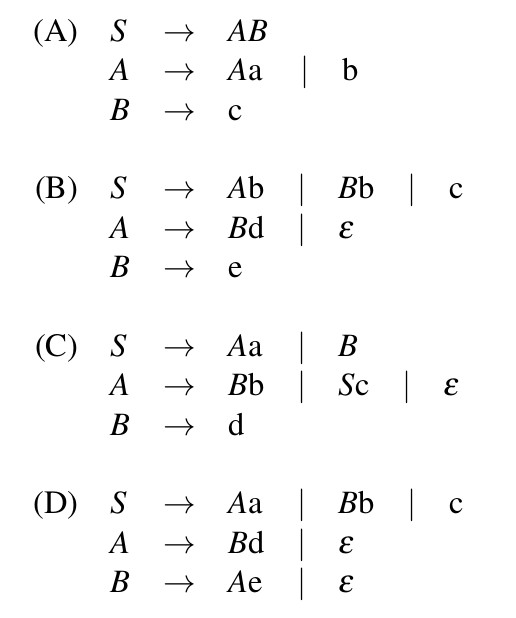 (A) S → AB
A → Aa | b
B → c
(B) S → Ab | Bb | c
A → Bd | ε
B → e
(C) S → Aa | B
A → Bb | Sc | ε
B → d
(D) S → Aa | Bb | c
A → Bd | ε
B → Ae | ε